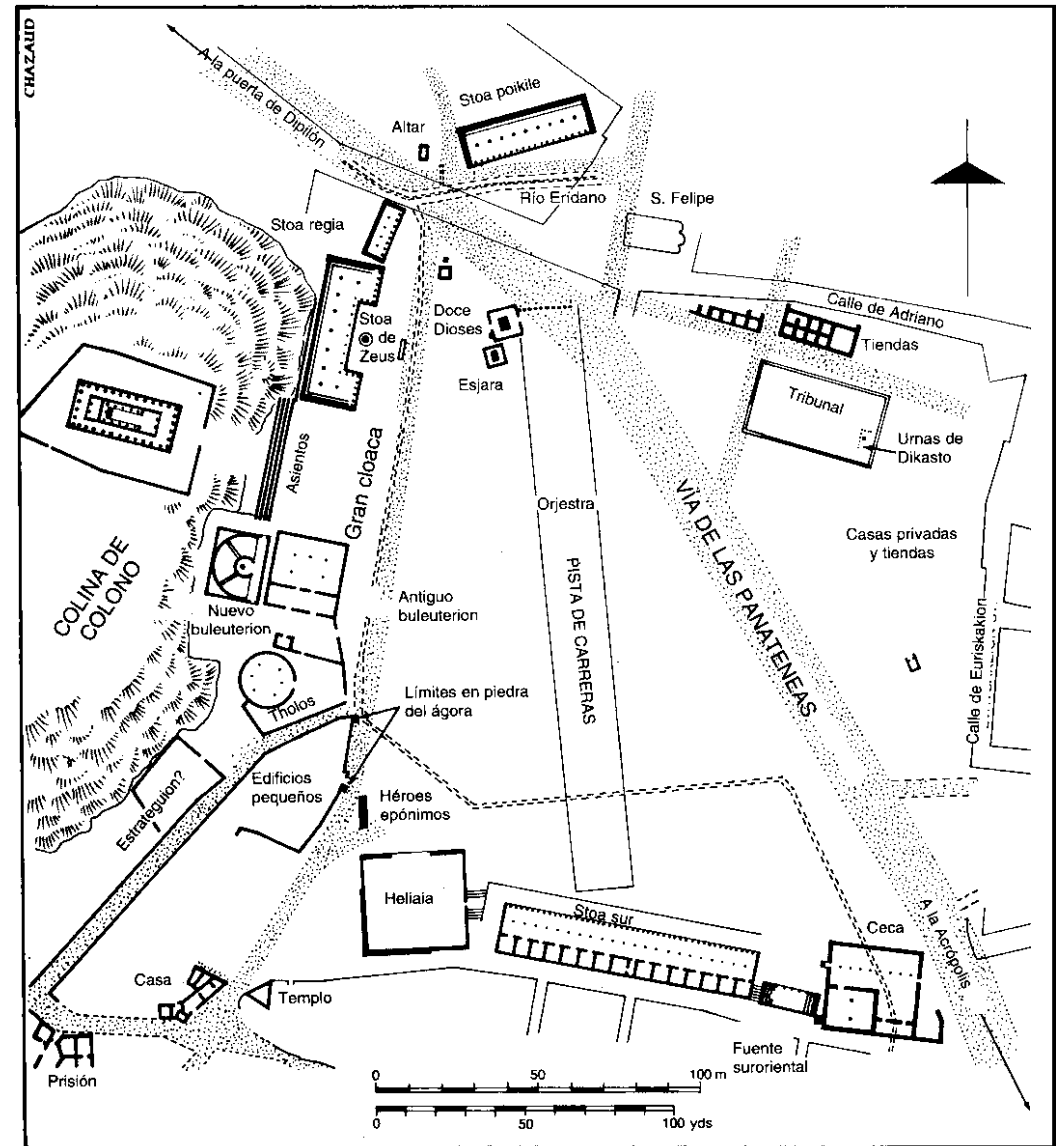 CHAZAUD
A la puerta de Dipilón
Stoa poikile
Altar
Río Eridano
S. Felipe
Stoa regia
Doce
Dioses
Stoa
de
Zeus
Esjara
Calle de Adriano
Tiendas
Tribunal
Urnas de
Dikasto
Asientos
Gran cloaca
Orjestra
VÍA DE LAS PANATENEAS
Casas privadas
y tiendas
COLINA DE
COLONO
PISTA DE CARRERAS
Nuevo
buleuterion
Antiguo
buleuterion
Calle de Euriskakion
Tholos
Límites en piedra
del ágora
Estrateguion?
Edificios
pequeños
Héroes
epónimos
Heliaia
Stoa sur
Ceca
A la Acrópolis
Casa
Templo
Prisión
Fuente
suroriental
0 50 100 m
0 50 100 yds